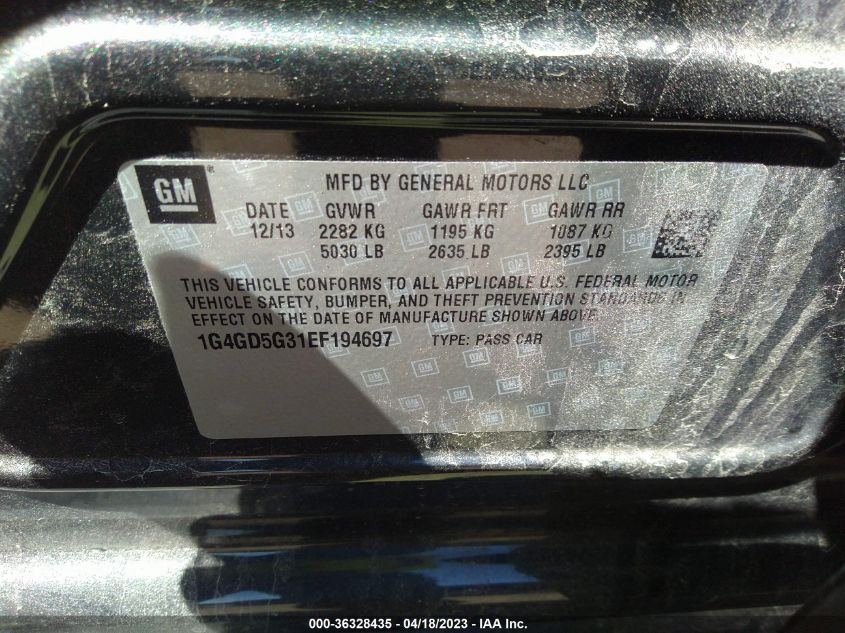 GM ®
MFD BY GENERAL MOTORS LLC
DATE GVWR GAWR FRT GAWR RR
12/13 2282 KG 1195 KG 1087 KG
5030 LB 2635 LB 2395 LB
THIS VEHICLE CONFORMS TO ALL APPLICABLE U.S. FEDERAL MOTOR
VEHICLE SAFETY, BUMPER, AND THEFT PREVENTION STANDARDS IN
EFFECT ON THE DATE OF MANUFACTURE SHOWN ABOVE.
1G4GD5G31EF194697 TYPE: PASS CAR
000-36328435 - 04/18/2023 - IAA Inc.